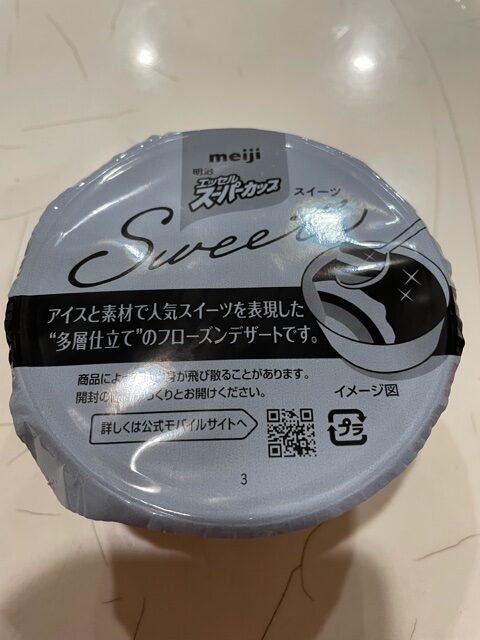 meiji
明治
エッセル
スーパーカップ
スイーツ
Sweet's
アイスと素材で人気スイーツを表現した
“多層仕立て”のフローズンデザートです。
商品によ 身が飛び散ることがあります。
開封の っくりとお開けください。
イメージ図
詳しくは公式モバイルサイトへ
プラ
3